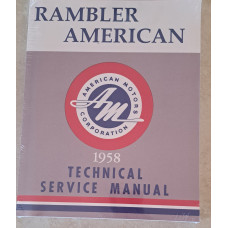 RAMBLER
AMERICAN
AMERICAN MOTORS
AM
CORPORATION
1958
TECHNICAL
SERVICE MANUAL